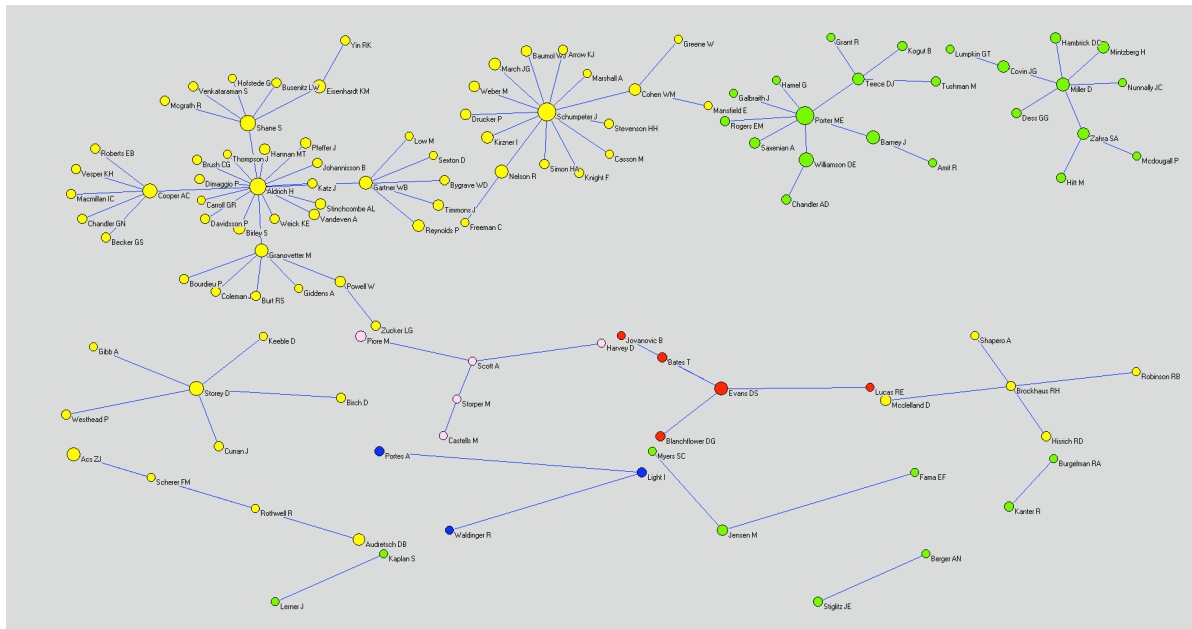 Yin RK
Greene W
Grant R
Kogut B
Hambrick DC
Mintzberg H
Lumpkin GT
Covin JG
Baumol WJ
Arrow KJ
March JG
Marshall A
Hofstede G
Busenitz LW
Eisenhardt KM
Venkataraman S
Mcgrath R
Weber M
Cohen WM
Mansfield E
Hamel G
Galbraith J
Teece DJ
Tushman M
Miller D
Nunnally JC
Drucker P
Schumpeter J
Stevenson HH
Porter ME
Rogers EM
Dess GG
Shane S
Kirzner I
Casson M
Saxenian A
Barney J
Zahra SA
Low M
Pfeffer J
Hannan MT
Thompson J
Brush CG
Johannisson B
Roberts EB
Sexton D
Simon HA
Knight F
Nelson R
Williamson OE
Amit R
Mcdougall P
Vesper KH
Dimaggio P
Aldrich H
Katz J
Gartner WB
Bygrave WD
Hitt M
Macmillan IC
Cooper AC
Carroll GR
Stinchcombe AL
Timmons J
Chandler AD
Chandler GN
Davidsson P
Birley S
Weick KE
Vandeven A
Reynolds P
Freeman C
Becker GS
Granovetter M
Bourdieu P
Coleman J
Burt RS
Giddens A
Powell W
Zucker LG
Piore M
Harvey D
Jovanovic B
Shapero A
Keeble D
Gibb A
Scott A
Bates T
Robinson RB
Storey D
Birch D
Storper M
Evans DS
Lucas RE
Mcclelland D
Brockhaus RH
Westhead P
Curran J
Castells M
Blanchflower DG
Hisrich RD
Acs ZJ
Portes A
Myers SC
Burgelman RA
Scherer FM
Light I
Fama EF
Rothwell R
Kanter R
Waldinger R
Jensen M
Audretsch DB
Kaplan S
Berger AN
Lerner J
Stiglitz JE